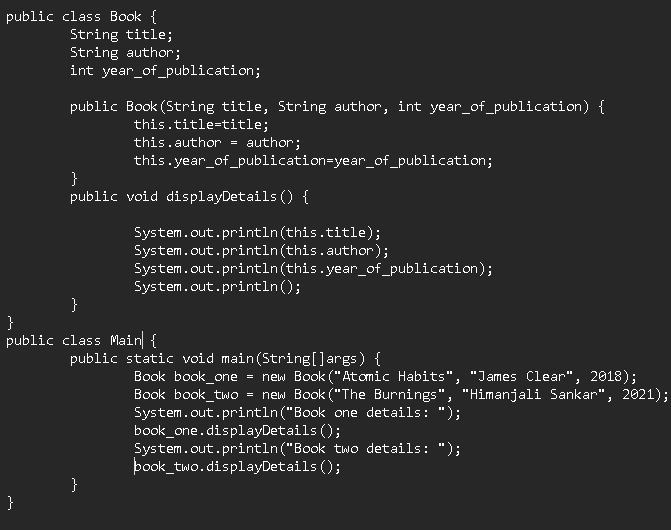 public class Book {
        String title;
        String author;
        int year_of_publication;

        public Book(String title, String author, int year_of_publication) {
                this.title=title;
                this.author = author;
                this.year_of_publication=year_of_publication;
        }
        public void displayDetails() {

                System.out.println(this.title);
                System.out.println(this.author);
                System.out.println(this.year_of_publication);
                System.out.println();
        }
}
public class Main {
        public static void main(String[]args) {
                Book book_one = new Book("Atomic Habits", "James Clear", 2018);
                Book book_two = new Book("The Burnings", "Himanjali Sankar", 2021);
                System.out.println("Book one details: ");
                book_one.displayDetails();
                System.out.println("Book two details: ");
                book_two.displayDetails();
        }
}